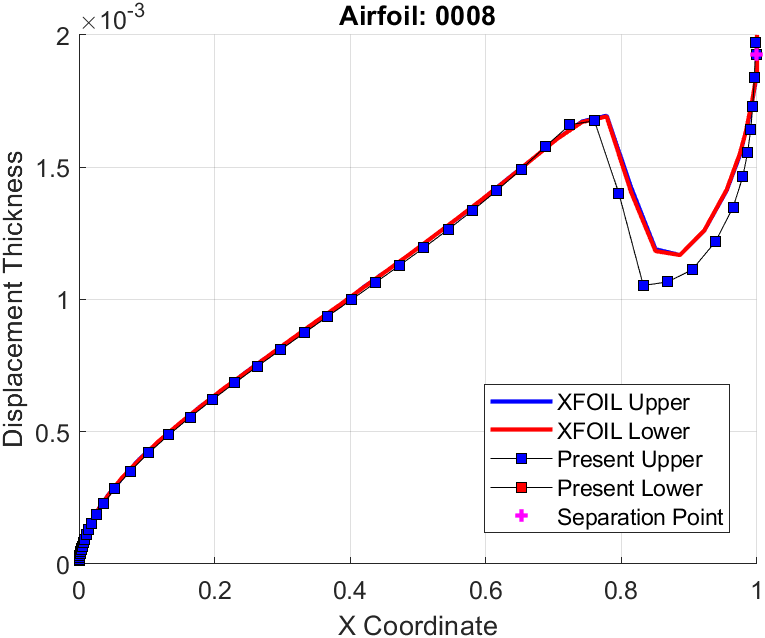 Airfoil: 0008
×10-3
2
1.5
1
0.5
0
0
0.2
0.4
0.6
0.8
1
X Coordinate
Displacement Thickness
XFOIL Upper
XFOIL Lower
Present Upper
Present Lower
Separation Point